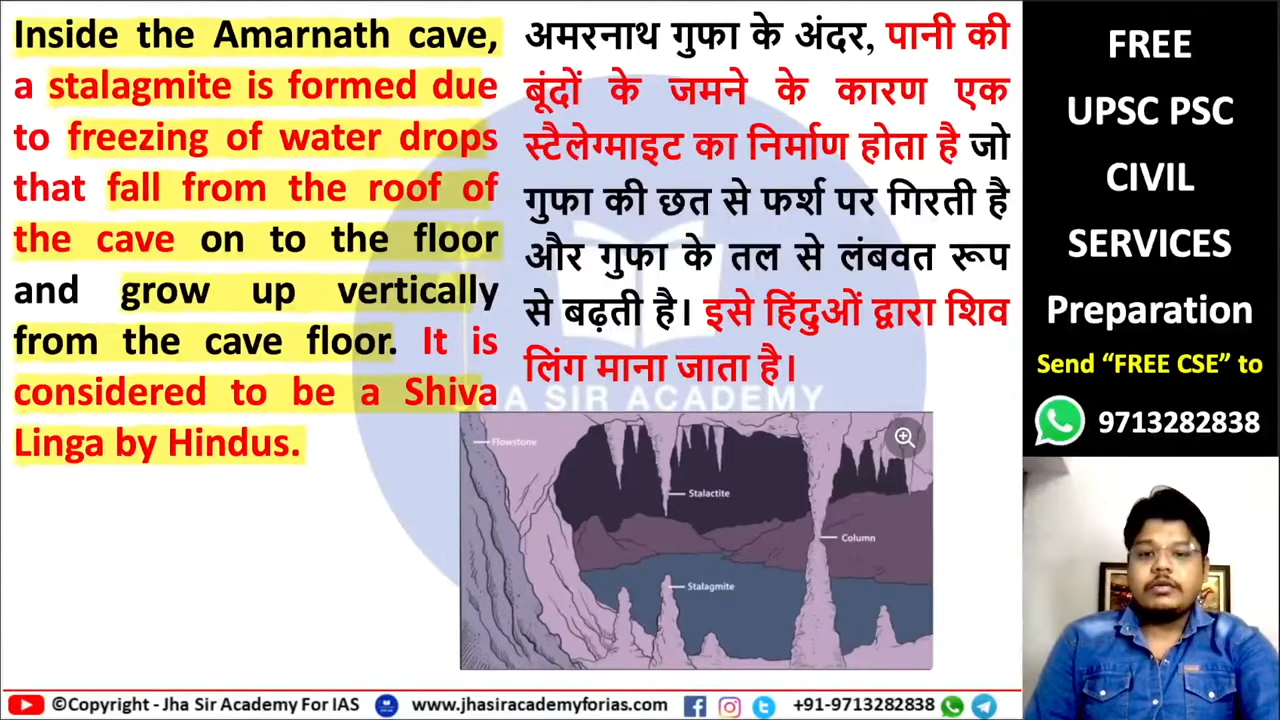 Inside the Amarnath cave,
a stalagmite is formed due
to freezing of water drops
that fall from the roof of
the cave on to the floor
and grow up vertically
from the cave floor. It is
considered to be a Shiva
Linga by Hindus.
अमरनाथ गुफा के अंदर, पानी की
बूंदों के जमने के कारण एक
स्टैलेग्माइट का निर्माण होता है जो
गुफा की छत से फर्श पर गिरती है
और गुफा के तल से लंबवत रूप
से बढ़ती है। इसे हिंदुओं द्वारा शिव
लिंग माना जाता है।
JHA SIR ACADEMY
Flowstone
Stalactite
Column
Stalagmite
FREE
UPSC PSC
CIVIL
SERVICES
Preparation
Send “FREE CSE” to
9713282838
©Copyright - Jha Sir Academy For IAS www.jhasiracademyforias.com +91-9713282838